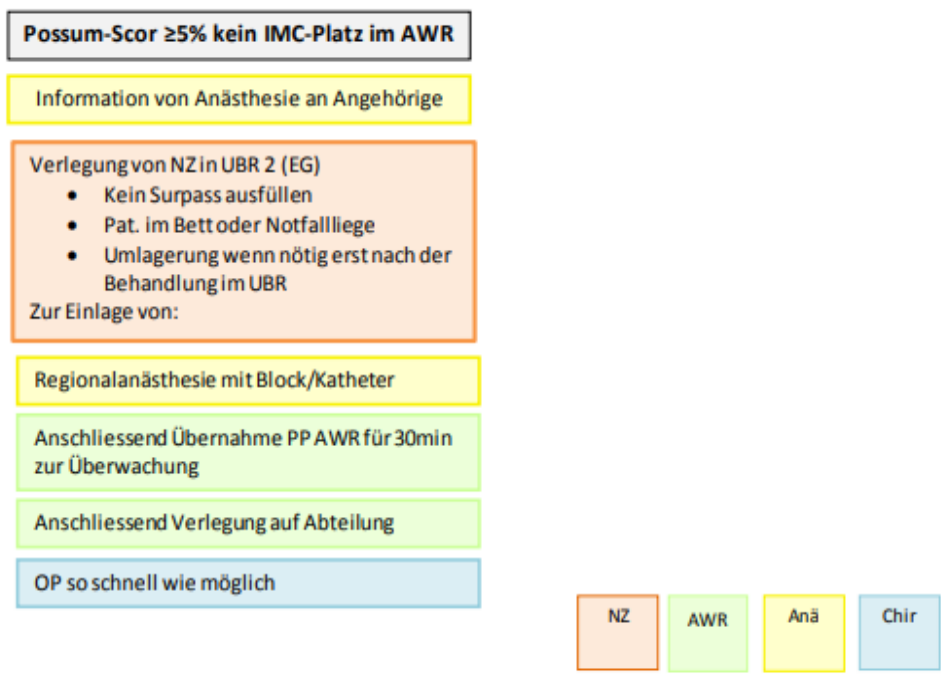 Possum-Scor ≥5% kein IMC-Platz im AWR
Information von Anästhesie an Angehörige
Verlegung von NZ in UBR 2 (EG)
• Kein Surpass ausfüllen
• Pat. im Bett oder Notfallliege
• Umlagerung wenn nötig erst nach der
Behandlung im UBR
Zur Einlage von:
Regionalanästhesie mit Block/Katheter
Anschliessend Übernahme PP AWR für 30min
zur Überwachung
Anschliessend Verlegung auf Abteilung
OP so schnell wie möglich
NZ
AWR
Anä
Chir